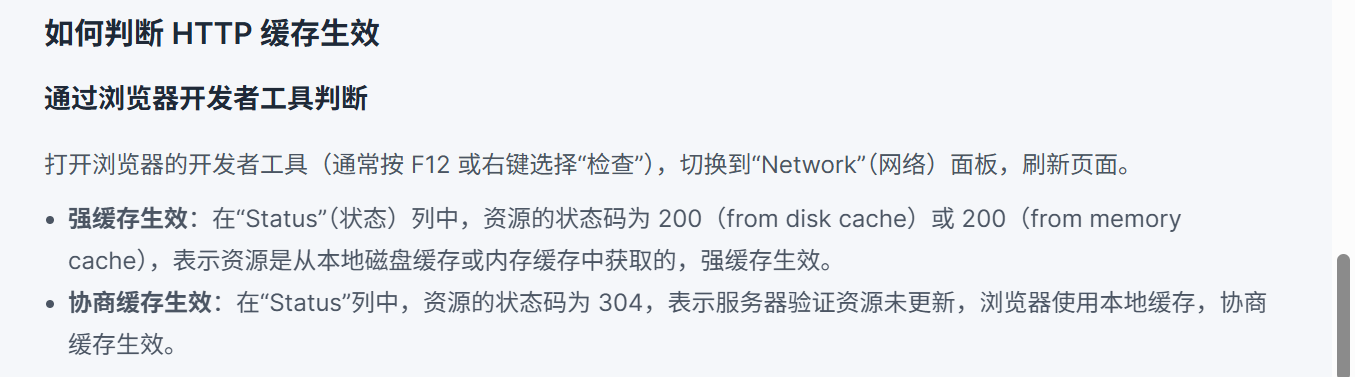 如何判断 HTTP 缓存生效
通过浏览器开发者工具判断
打开浏览器的开发者工具（通常按 F12 或右键选择“检查”），切换到“Network”（网络）面板，刷新页面。
• 强缓存生效：在“Status”（状态）列中，资源的状态码为 200（from disk cache）或 200（from memory
cache），表示资源是从本地磁盘缓存或内存缓存中获取的，强缓存生效。
• 协商缓存生效：在“Status”列中，资源的状态码为 304，表示服务器验证资源未更新，浏览器使用本地缓存，协商
缓存生效。